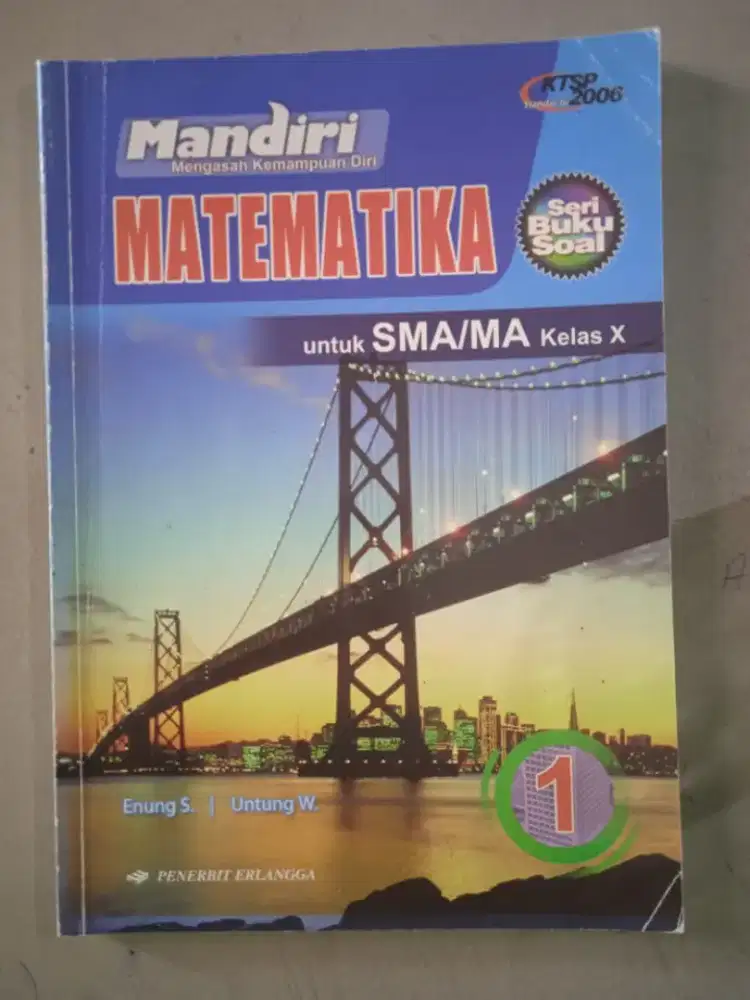 KTSP
2006
Mandiri
Mengasah Kemampuan Diri
MATEMATIKA
Seri
Buku
Soal
untuk SMA/MA Kelas X
Enung S. | Untung W.
1
PENERBIT ERLANGGA